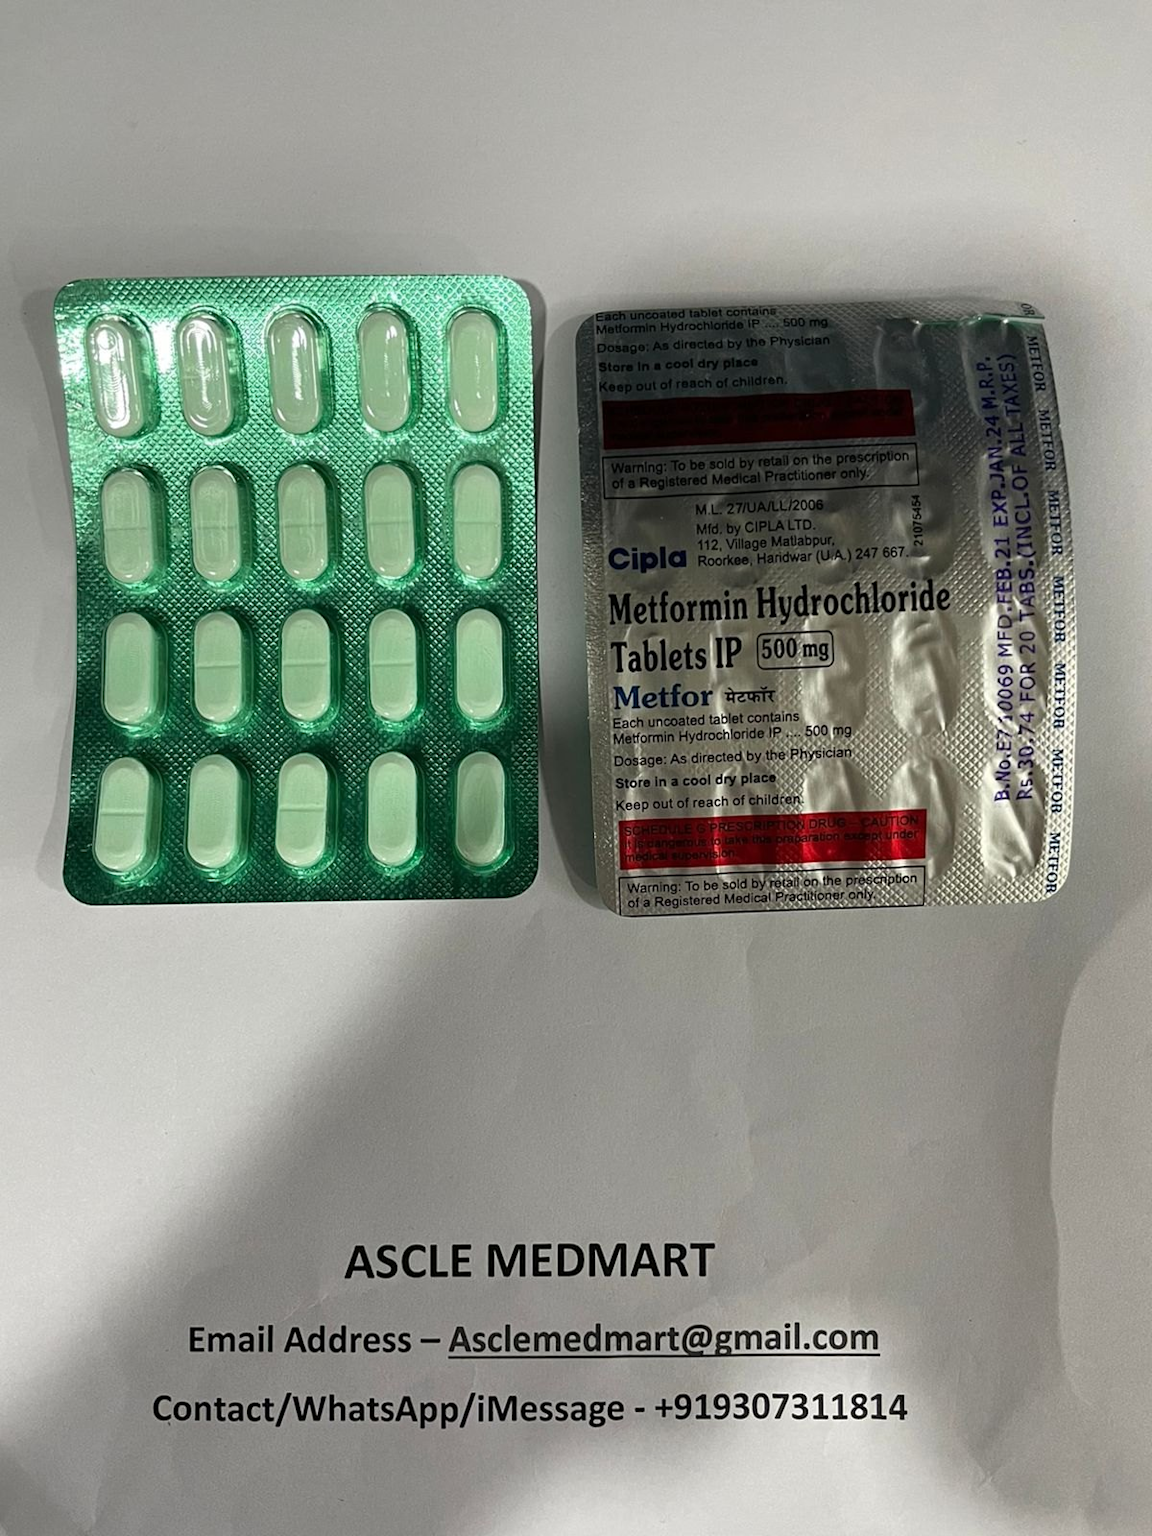 Each uncoated tablet contains
Metformin Hydrochloride IP .... 500 mg
Dosage: As directed by the Physician
Store in a cool dry place
Keep out of reach of children.
Warning: To be sold by retail on the prescription
of a Registered Medical Practitioner only.
M.L. 27/UA/LL/2006
Mfd. by CIPLA LTD.
112, Village Matlabpur,
Cipla Roorkee, Haridwar (U.A.) 247 667.
21075454
Metformin Hydrochloride
Tablets IP 500 mg
Metfor मेटफॉर
Each uncoated tablet contains
Metformin Hydrochloride IP .... 500 mg
Dosage: As directed by the Physician
Store in a cool dry place
Keep out of reach of children.
SCHEDULE G PRESCRIPTION DRUG – CAUTION
It is dangerous to take this preparation except under
medical supervision.
Warning: To be sold by retail on the prescription
of a Registered Medical Practitioner only.
MFD.FEB.21 EXP.JAN.24 M.R.P.
Rs.30.74 FOR 20 TABS.(INCL.OF ALL TAXES)
METFOR METFOR METFOR METFOR METFOR METFOR METFOR
ASCLE MEDMART
Email Address – Asclemedmart@gmail.com
Contact/WhatsApp/iMessage - +919307311814